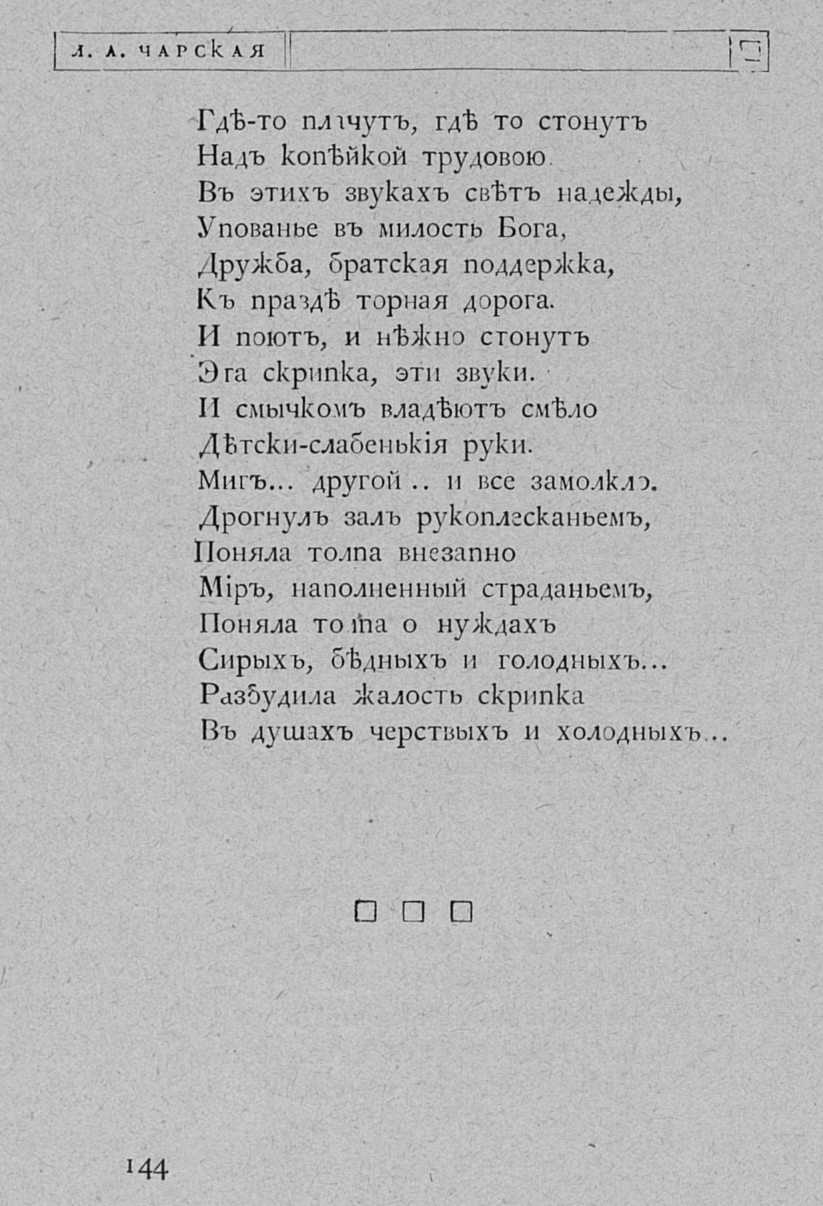 Л. А. ЧАРСКАЯ
Гдѣ-то плачутъ, гдѣ то стонутъ
Надъ копѣйкой трудовою.
Въ этихъ звукахъ свѣтъ надежды,
Упованье въ милость Бога,
Дружба, братская поддержка,
Къ правдѣ торная дорога.
И поютъ, и нѣжно стонутъ
Эта скрипка, эти звуки.
И смычкомъ владѣютъ смѣло
Дѣтски-слабенькія руки.
Мигъ... другой .. и все замолкло.
Дрогнулъ залъ рукоплесканьемъ,
Поняла толпа внезапно
Міръ, наполненный страданьемъ,
Поняла толпа о нуждахъ
Сирыхъ, бѣдныхъ и голодныхъ...
Разбудила жалость скрипка
Въ душахъ черствыхъ и холодныхъ...
144